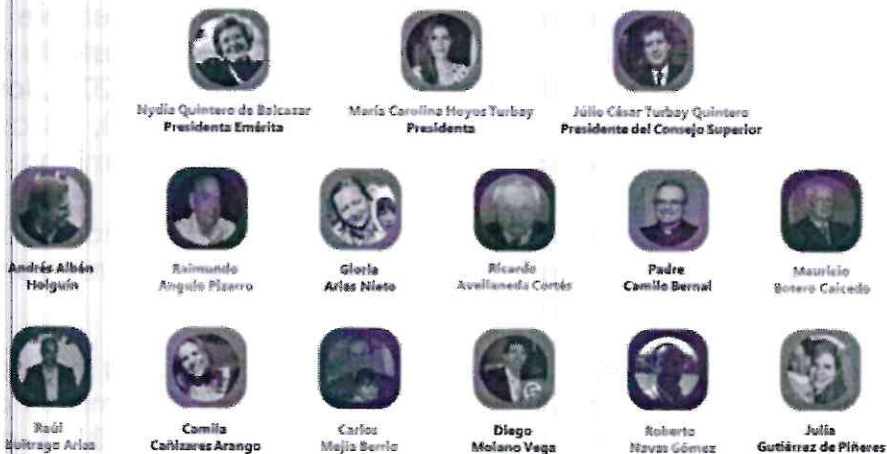 Nydia Quintero de Balcazar
Presidenta Emérita
María Carolina Hoyos Turbay
Presidenta
Julio César Turbay Quintero
Presidente del Consejo Superior
Andrés Albán
Holguín
Raimundo
Angulo Pizarro
Gloria
Arias Nieto
Ricardo
Avellaneda Cortés
Padre
Camilo Bernal
Mauricio
Botero Caicedo
Raúl
Buitrago Arias
Camila
Cañizares Arango
Carlos
Mejía Berrio
Diego
Molano Vega
Roberto
Navas Gómez
Julia
Gutiérrez de Piñeres